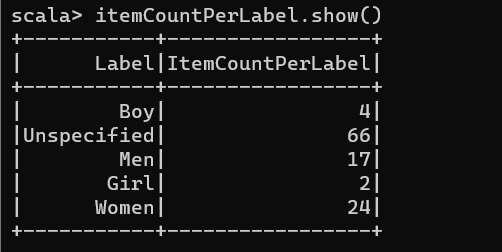 scala> itemCountPerLabel.show()
+-----------+-----------------+
|      Label|ItemCountPerLabel|
+-----------+-----------------+
|        Boy|                4|
|Unspecified|               66|
|        Men|               17|
|       Girl|                2|
|      Women|               24|
+-----------+-----------------+